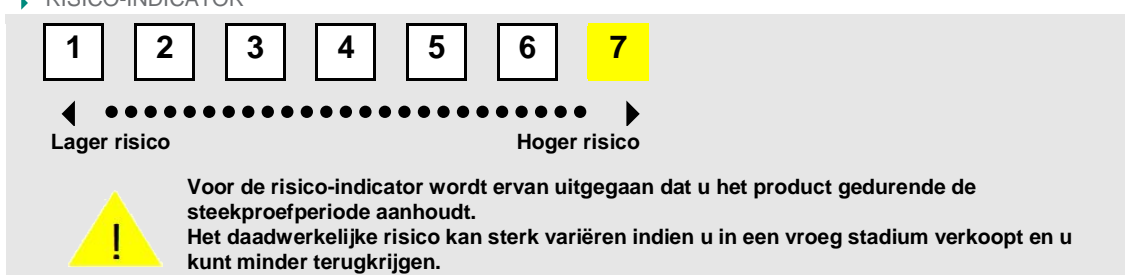 RISICO-INDICATOR
1 2 3 4 5 6 7
Lager risico Hoger risico
Voor de risico-indicator wordt ervan uitgegaan dat u het product gedurende de
steekproefperiode aanhoudt.
!
Het daadwerkelijke risico kan sterk variëren indien u in een vroeg stadium verkoopt en u
kunt minder terugkrijgen.